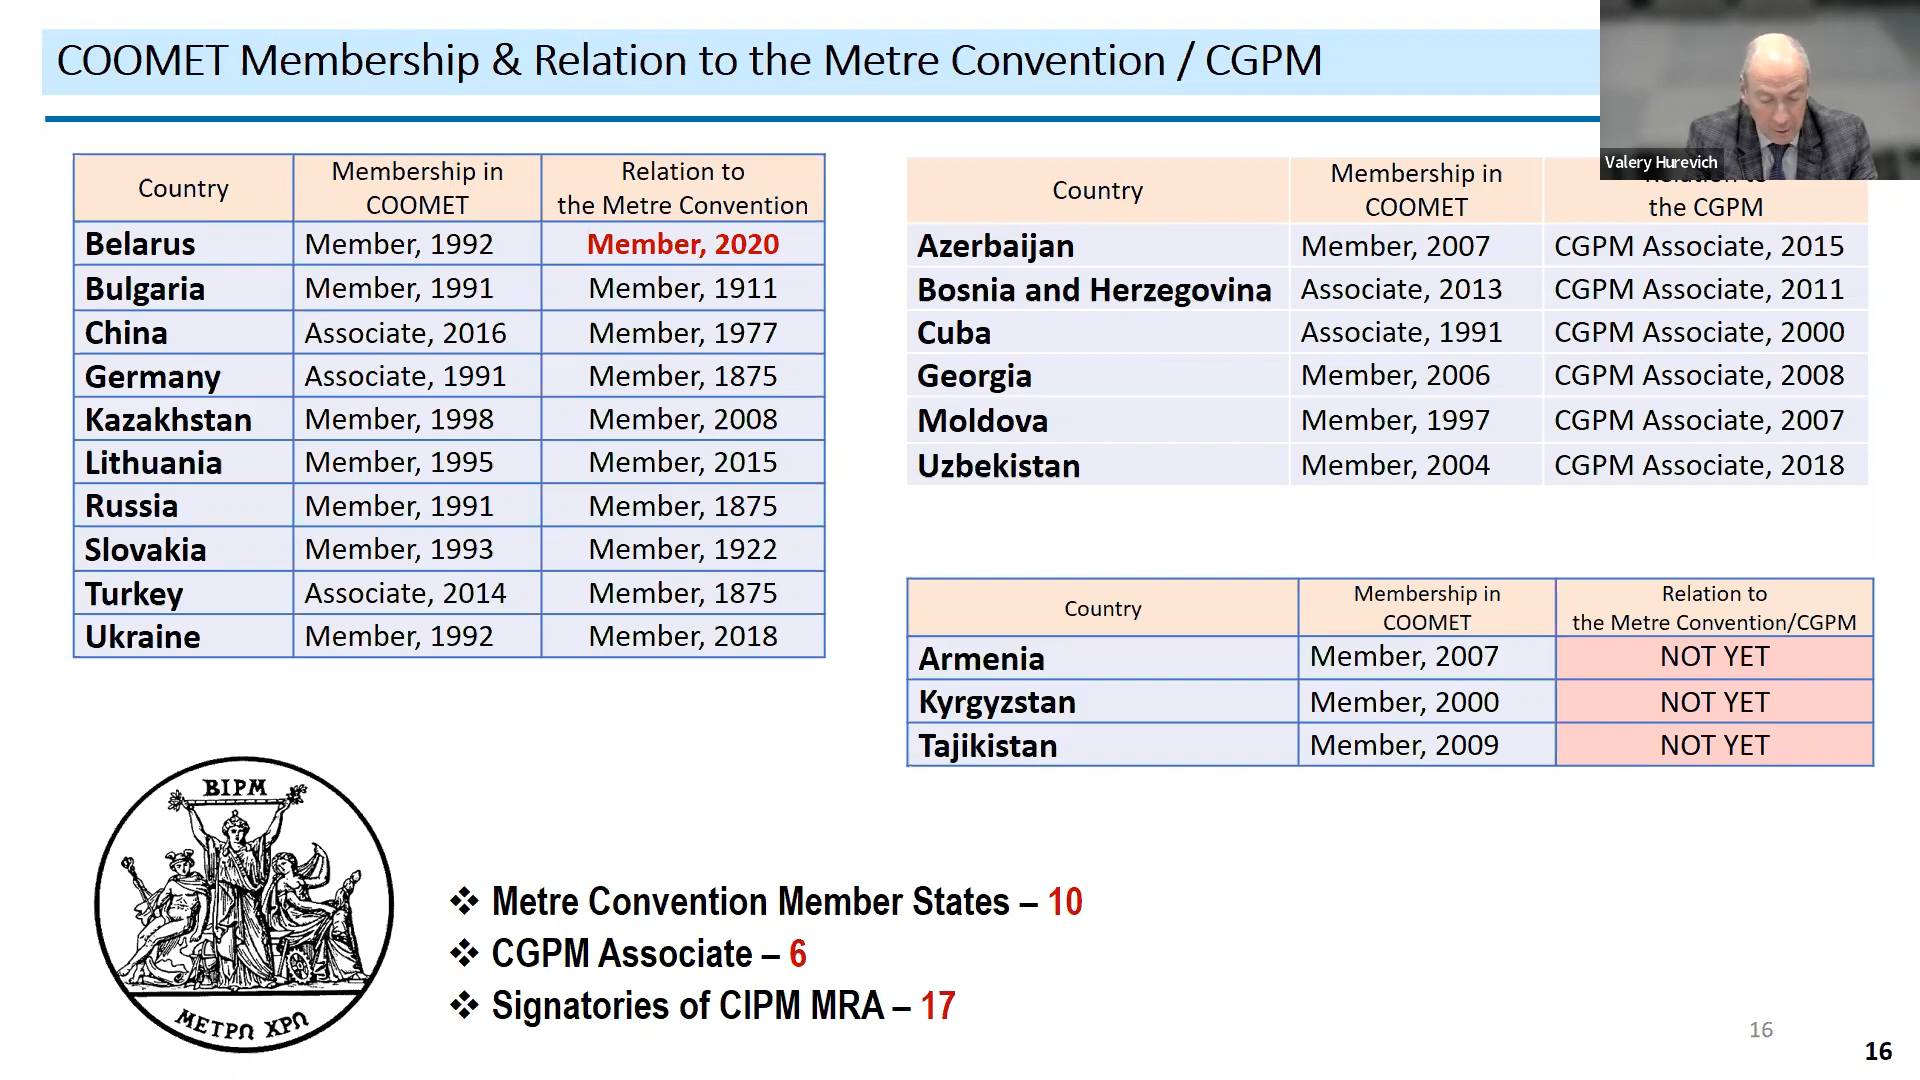 COOMET Membership & Relation to the Metre Convention / CGPM
Valery Hurevich
Country Membership in COOMET Relation to the Metre Convention
Belarus Member, 1992 Member, 2020
Bulgaria Member, 1991 Member, 1911
China Associate, 2016 Member, 1977
Germany Associate, 1991 Member, 1875
Kazakhstan Member, 1998 Member, 2008
Lithuania Member, 1995 Member, 2015
Russia Member, 1991 Member, 1875
Slovakia Member, 1993 Member, 1922
Turkey Associate, 2014 Member, 1875
Ukraine Member, 1992 Member, 2018
Country Membership in COOMET Relation to the CGPM
Azerbaijan Member, 2007 CGPM Associate, 2015
Bosnia and Herzegovina Associate, 2013 CGPM Associate, 2011
Cuba Associate, 1991 CGPM Associate, 2000
Georgia Member, 2006 CGPM Associate, 2008
Moldova Member, 1997 CGPM Associate, 2007
Uzbekistan Member, 2004 CGPM Associate, 2018
Country Membership in COOMET Relation to the Metre Convention/CGPM
Armenia Member, 2007 NOT YET
Kyrgyzstan Member, 2000 NOT YET
Tajikistan Member, 2009 NOT YET
BIPM
ΜΕΤΡΩ ΧΡΩ
❖ Metre Convention Member States – 10
❖ CGPM Associate – 6
❖ Signatories of CIPM MRA – 17
16
16